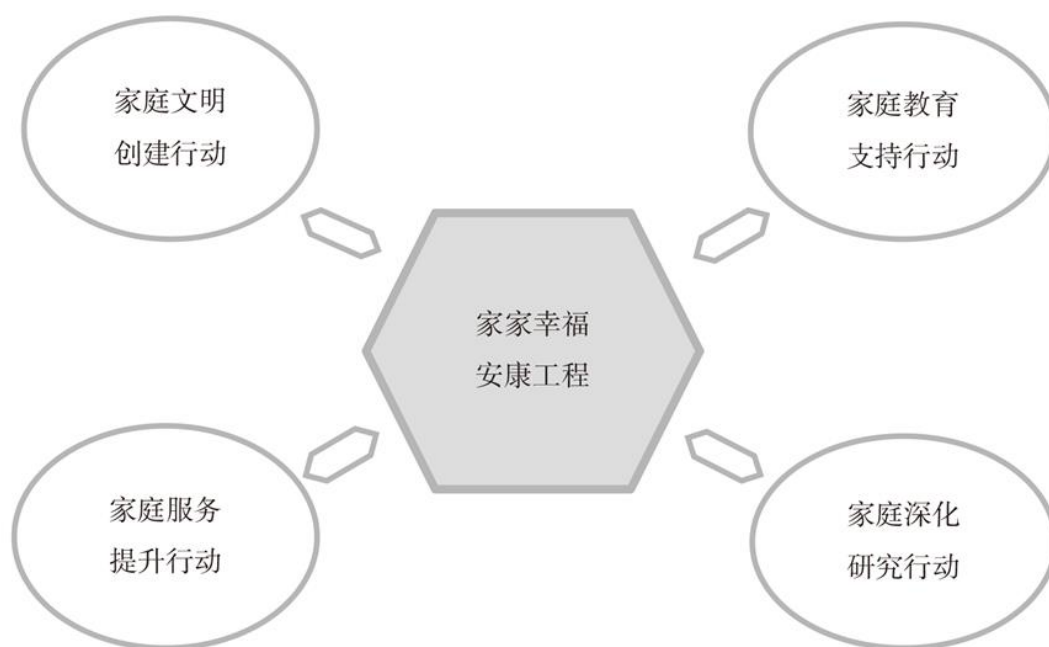 家庭文明
创建行动
家庭教育
支持行动
家家幸福
安康工程
家庭服务
提升行动
家庭深化
研究行动